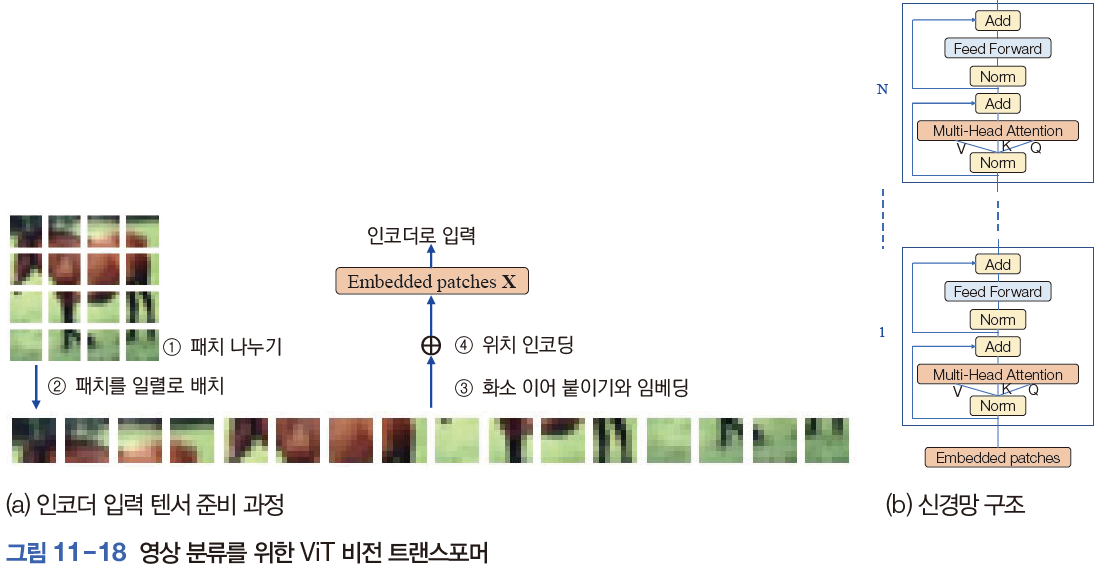 인코더로 입력
Embedded patches X
① 패치 나누기
④ 위치 인코딩
② 패치를 일렬로 배치
③ 화소 이어 붙이기와 임베딩
(a) 인코더 입력 텐서 준비 과정
Add
Feed Forward
Norm
N
Add
Multi-Head Attention
V K Q
Norm
Add
Feed Forward
Norm
1
Add
Multi-Head Attention
V K Q
Norm
Embedded patches
(b) 신경망 구조
그림 11-18 영상 분류를 위한 ViT 비전 트랜스포머